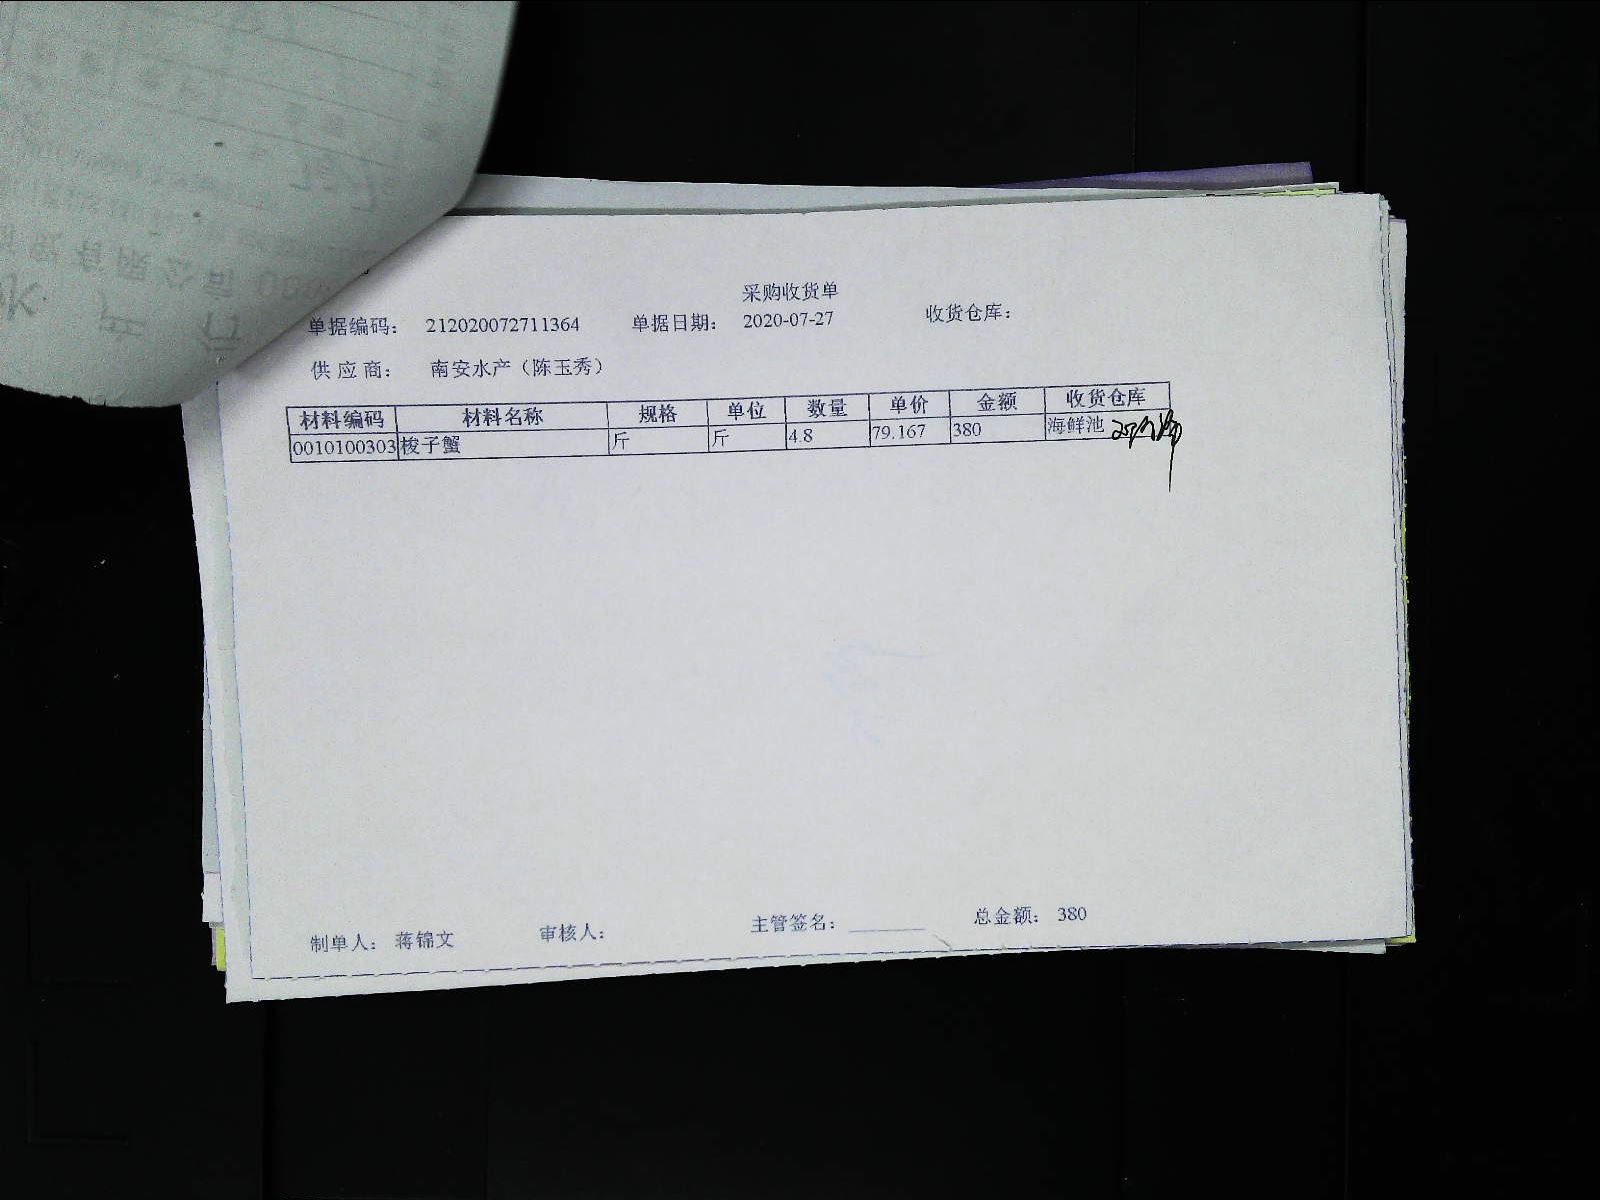 采购收货单
单据编码： 212020072711364 单据日期： 2020-07-27 收货仓库：
供 应 商： 南安水产（陈玉秀）
材料编码 材料名称 规格 单位 数量 单价 金额 收货仓库
0010100303 梭子蟹 斤 斤 4.8 79.167 380 海鲜池
制单人： 蒋锦文 审核人： 主管签名： 总金额： 380